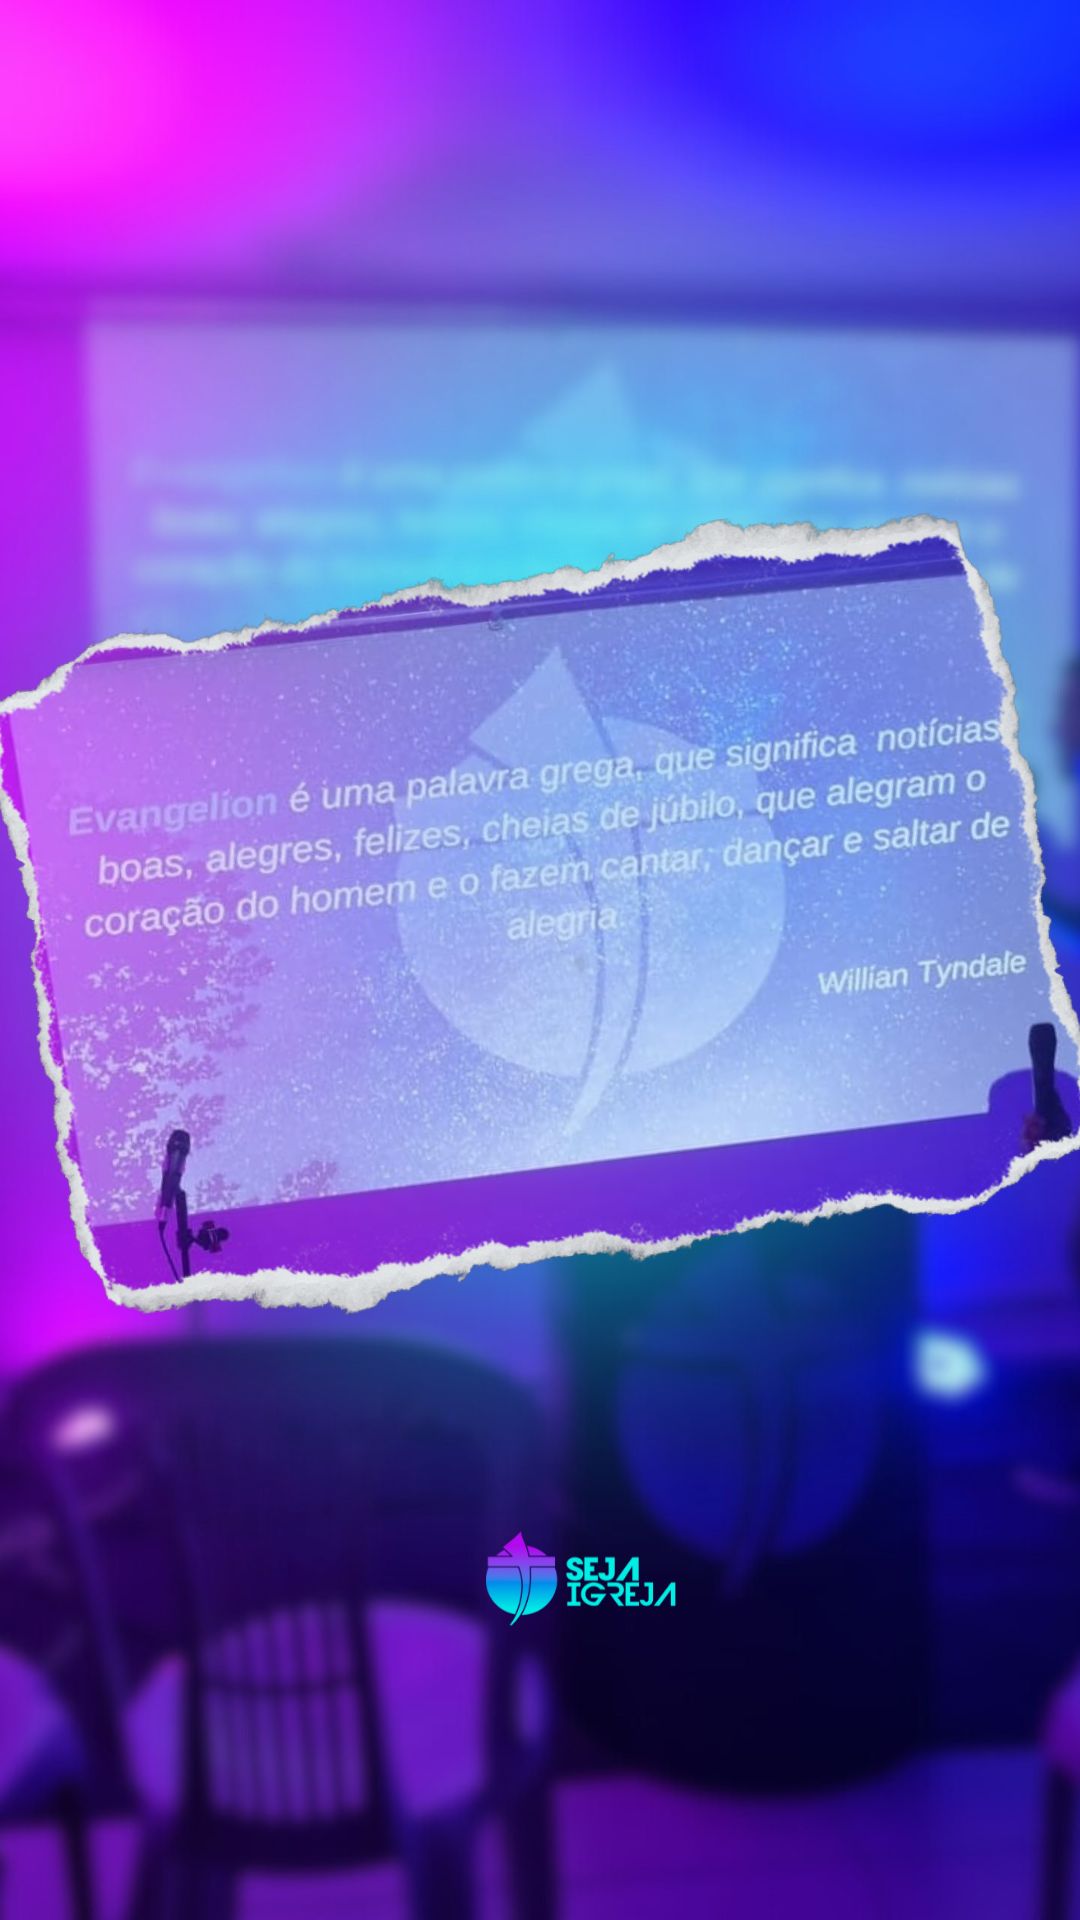 Evangelion é uma palavra grega, que significa notícias
boas, alegres, felizes, cheias de júbilo, que alegram o
coração do homem e o fazem cantar, dançar e saltar de
alegria.
Willian Tyndale
SEJA
IGREJA